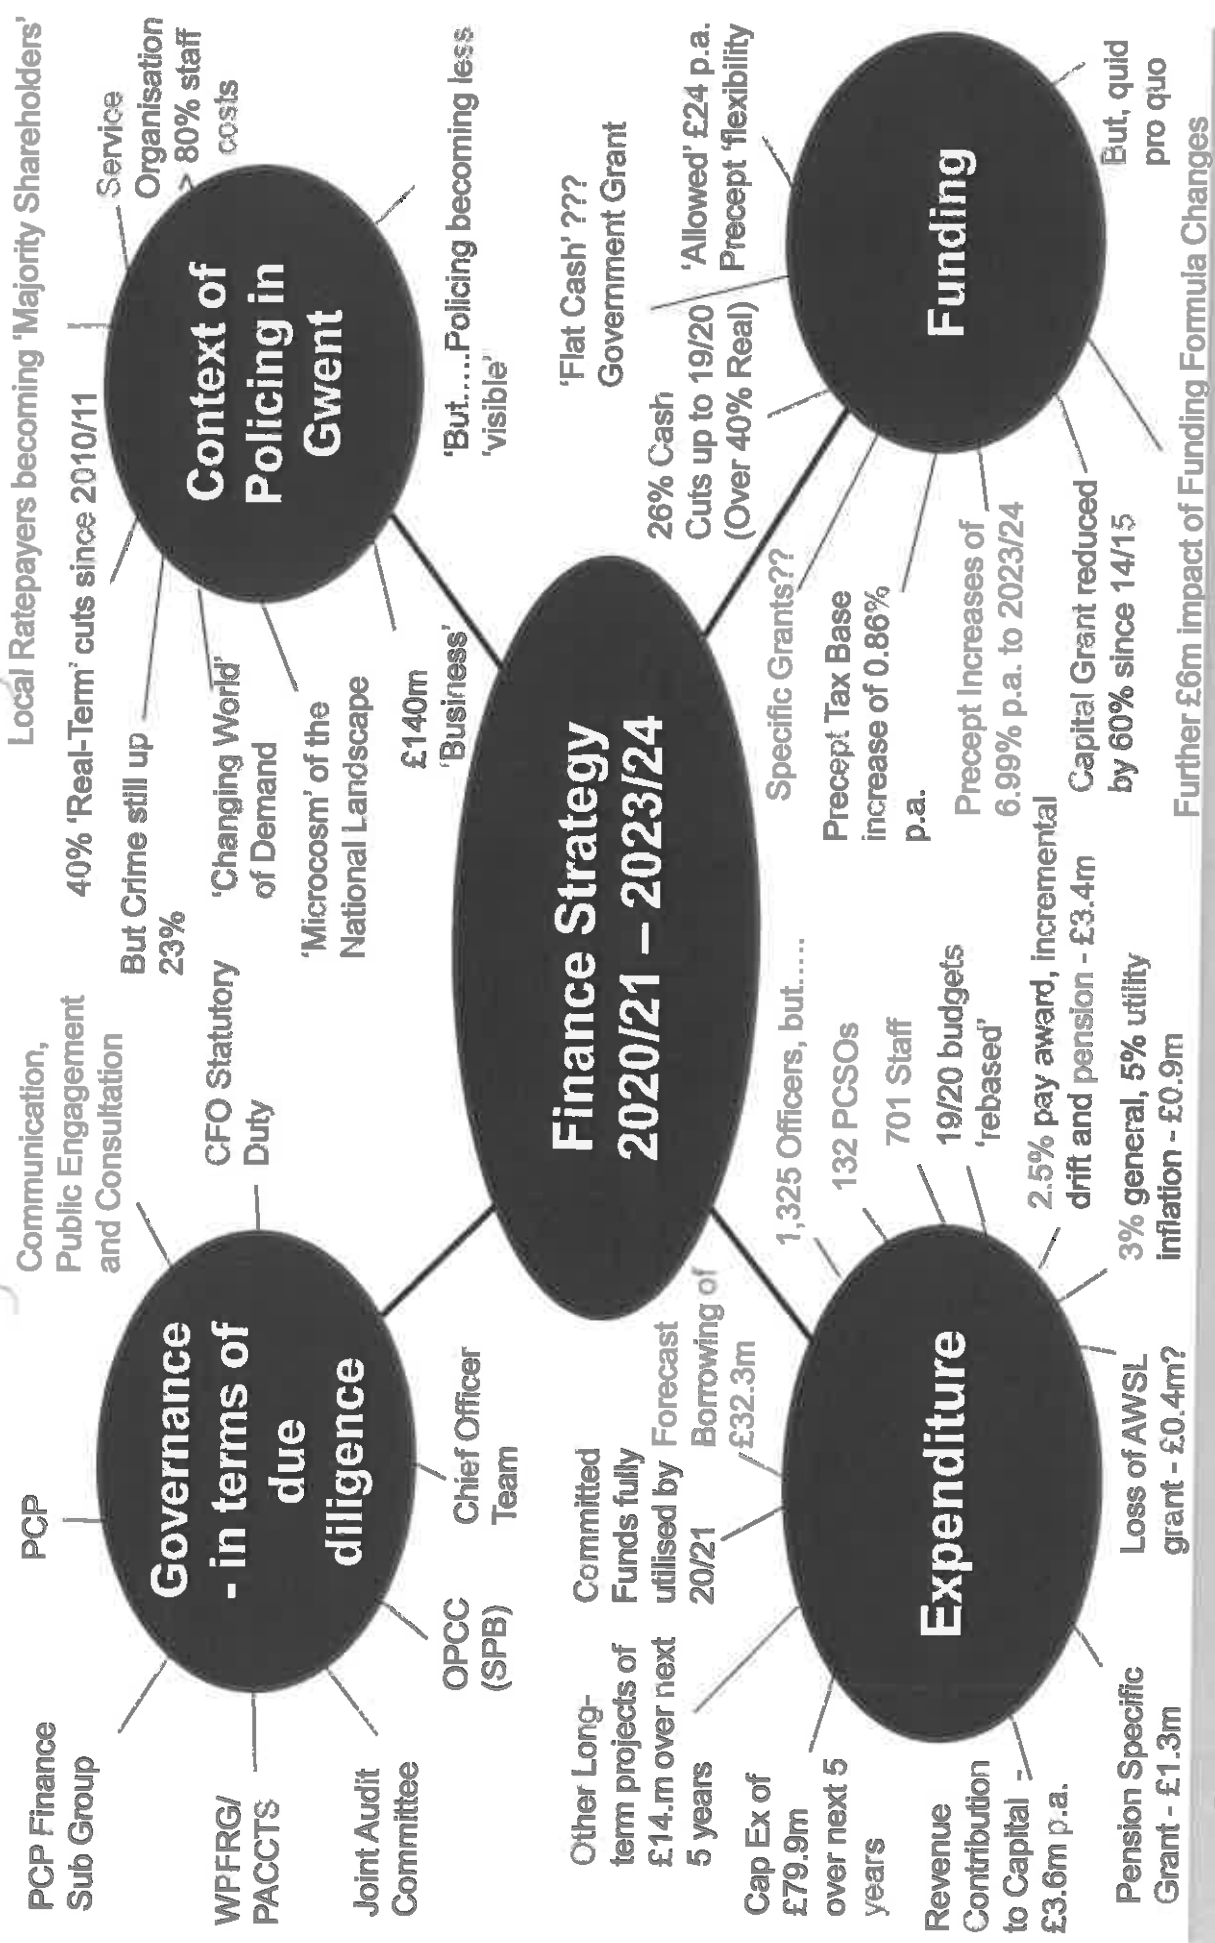 PCP Finance
Sub Group
PCP
Communication,
Public Engagement
and Consultation
CFO Statutory
Duty
Governance
- in terms of
due
diligence
WPFRG/
PACCTS
Joint Audit
Committee
OPCC
(SPB)
Chief Officer
Team
Local Ratepayers becoming 'Majority Shareholders'
40% 'Real-Term' cuts since 2010/11
But Crime still up
23%
'Changing World'
of Demand
'Microcosm' of the
National Landscape
£140m
'Business'
Service
Organisation
> 80% staff
costs
Context of
Policing in
Gwent
'But....Policing becoming less
'visible'
Finance Strategy
2020/21 – 2023/24
Other Long-
term projects of
£14.m over next
5 years
Committed
Funds fully
utilised by
20/21
Forecast
Borrowing of
£32.3m
Cap Ex of
£79.9m
over next 5
years
Revenue
Contribution
to Capital -
£3.6m p.a.
Pension Specific
Grant - £1.3m
Expenditure
Loss of AWSL
grant - £0.4m?
1,325 Officers, but.....
132 PCSOs
701 Staff
19/20 budgets
'rebased'
2.5% pay award, incremental
drift and pension - £3.4m
3% general, 5% utility
inflation - £0.9m
'Flat Cash' ???
Government Grant
26% Cash
Cuts up to 19/20
(Over 40% Real)
'Allowed' £24 p.a.
Precept 'flexibility
Specific Grants??
Precept Tax Base
increase of 0.86%
p.a.
Precept Increases of
6.99% p.a. to 2023/24
Capital Grant reduced
by 60% since 14/15
Funding
But, quid
pro quo
Further £6m impact of Funding Formula Changes